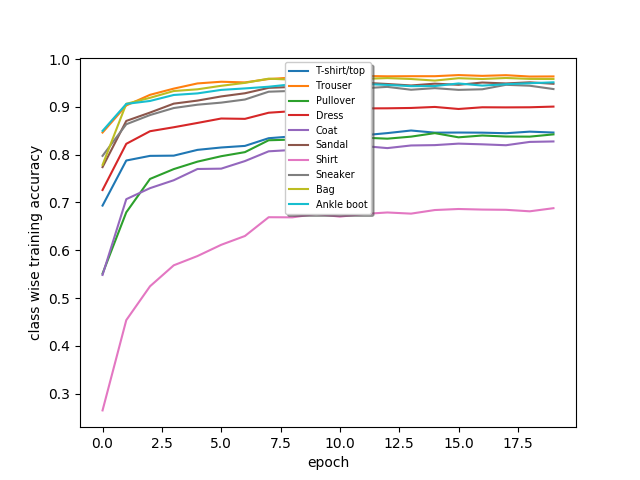 1.0
0.9
0.8
0.7
0.6
0.5
0.4
0.3
class wise training accuracy
T-shirt/top
Trouser
Pullover
Dress
Coat
Sandal
Shirt
Sneaker
Bag
Ankle boot
0.0 2.5 5.0 7.5 10.0 12.5 15.0 17.5
epoch